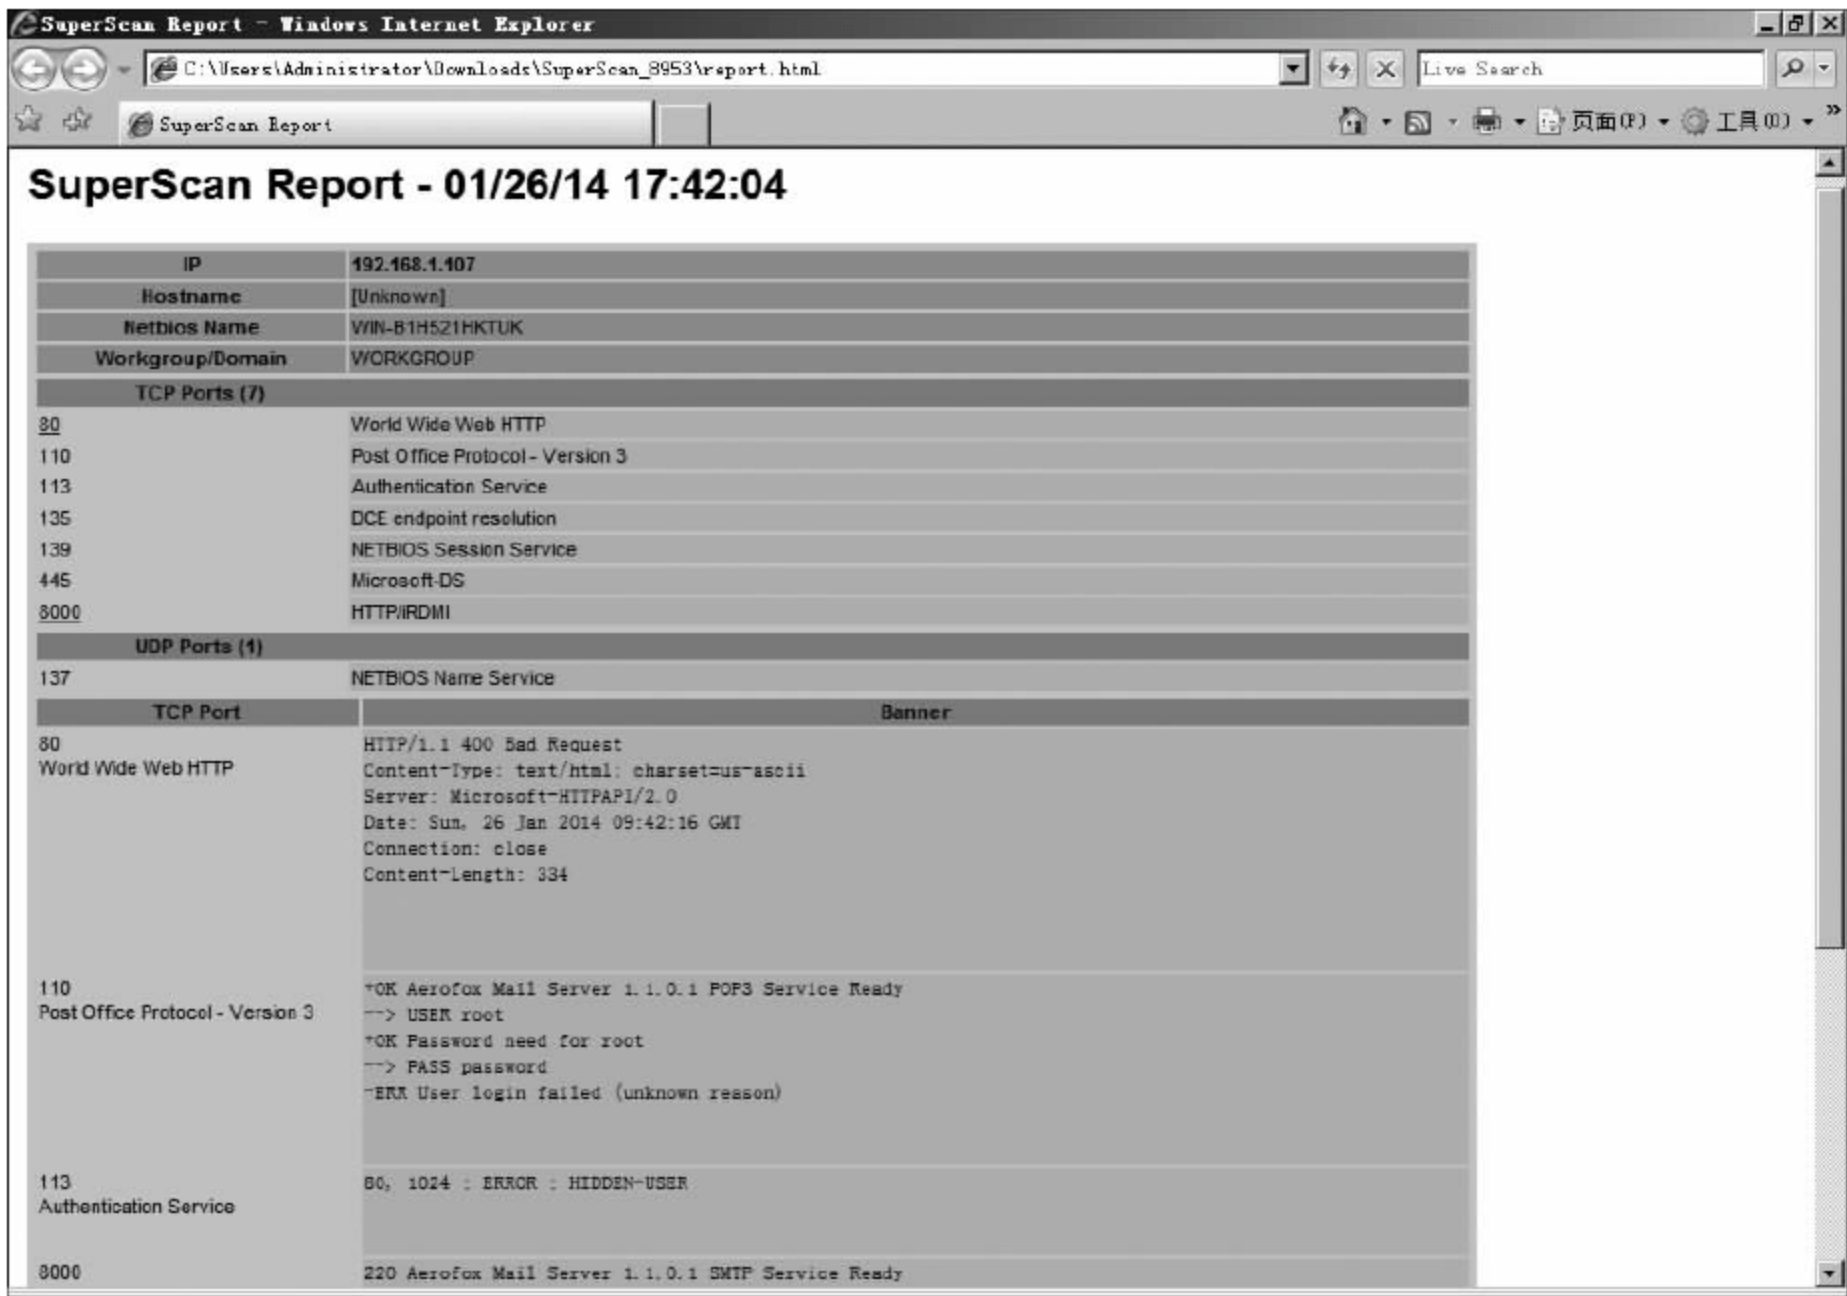 SuperScan Report - Windows Internet Explorer
C:\Users\Administrator\Downloads\SuperScan_8953\report.html
Live Search
SuperScan Report
页面(P)
工具(O)
SuperScan Report - 01/26/14 17:42:04
IP 192.168.1.107
Hostname [Unknown]
Netbios Name WIN-B1H521HKTUK
Workgroup/Domain WORKGROUP
TCP Ports (7)
80 World Wide Web HTTP
110 Post Office Protocol - Version 3
113 Authentication Service
135 DCE endpoint resolution
139 NETBIOS Session Service
445 Microsoft-DS
8000 HTTP/IRDMI
UDP Ports (1)
137 NETBIOS Name Service
TCP Port Banner
80 HTTP/1.1 400 Bad Request
World Wide Web HTTP Content-Type: text/html; charset=us-ascii
Server: Microsoft-HTTPAPI/2.0
Date: Sun, 26 Jan 2014 09:42:16 GMT
Connection: close
Content-Length: 334
110 +OK Aerofox Mail Server 1.1.0.1 POP3 Service Ready
Post Office Protocol - Version 3 --> USER root
+OK Password need for root
--> PASS password
-ERR User login failed (unknown reason)
113 80, 1024 : ERROR : HIDDEN-USER
Authentication Service
8000 220 Aerofox Mail Server 1.1.0.1 SMTP Service Ready